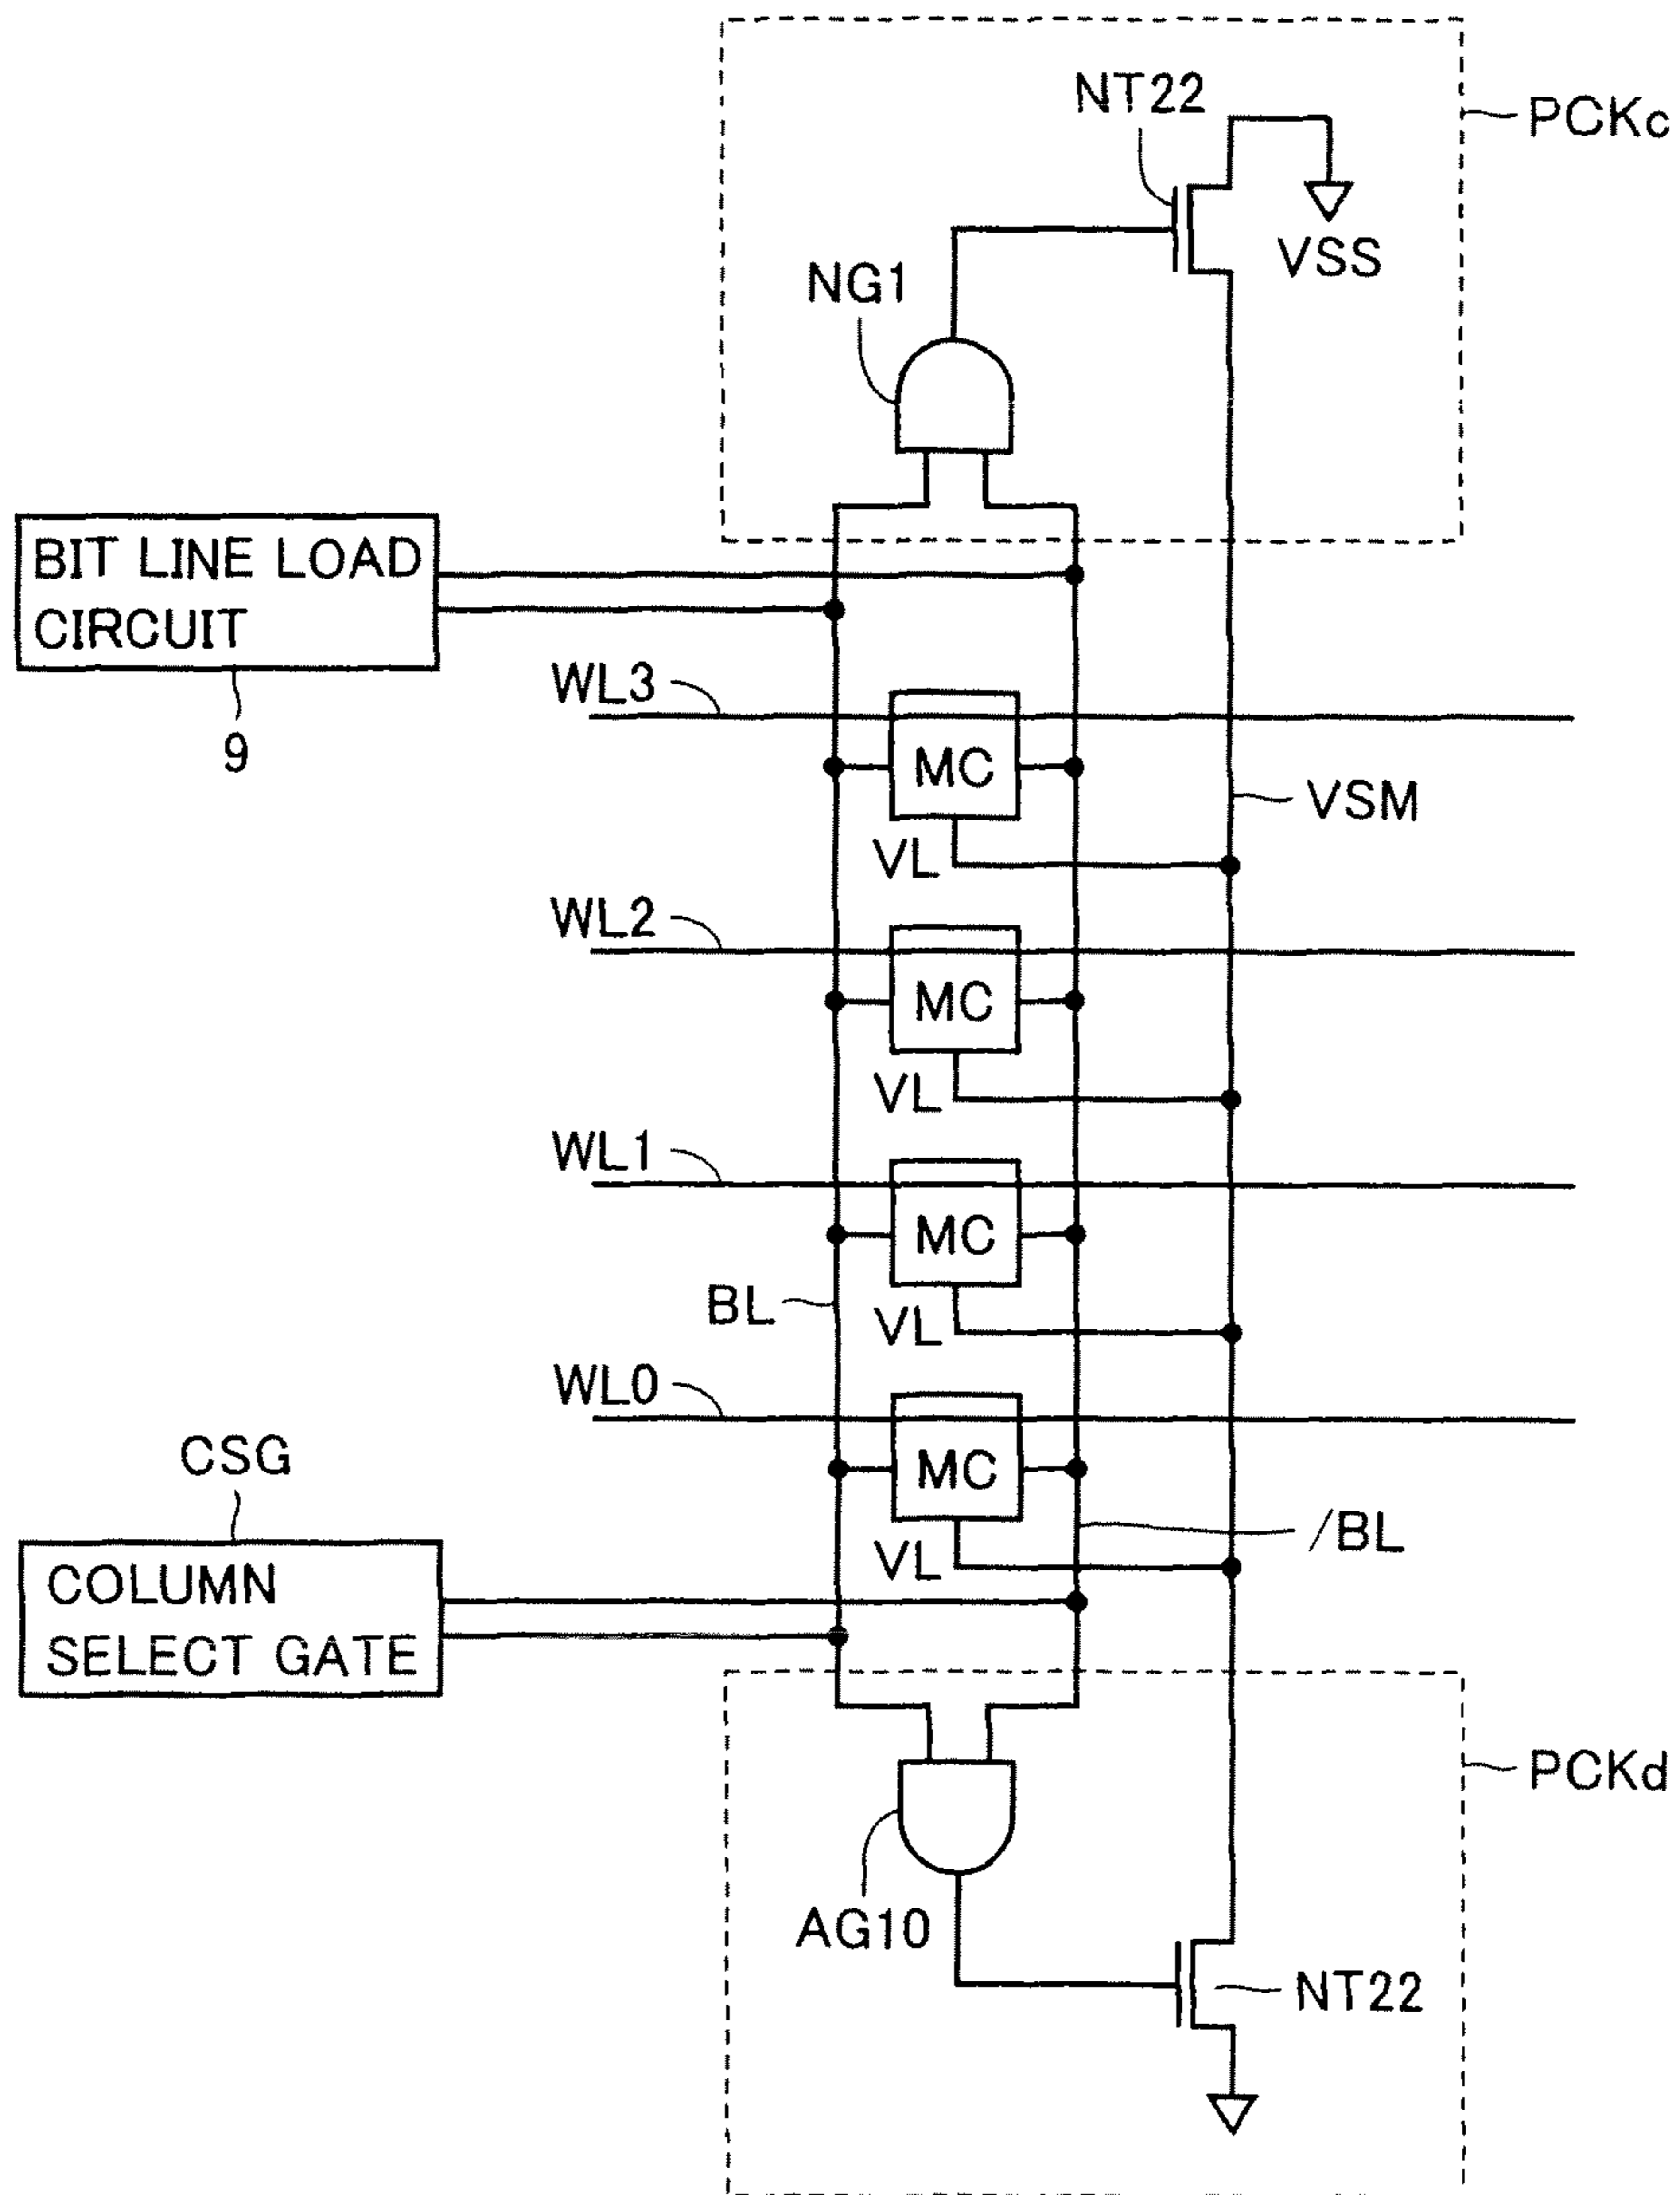 NT22
PCKc
VSS
NG1
BIT LINE LOAD
CIRCUIT
9
WL3
MC
VSM
VL
WL2
MC
VL
WL1
MC
BL
VL
WL0
CSG
MC
/BL
VL
COLUMN
SELECT GATE
PCKd
AG10
NT22